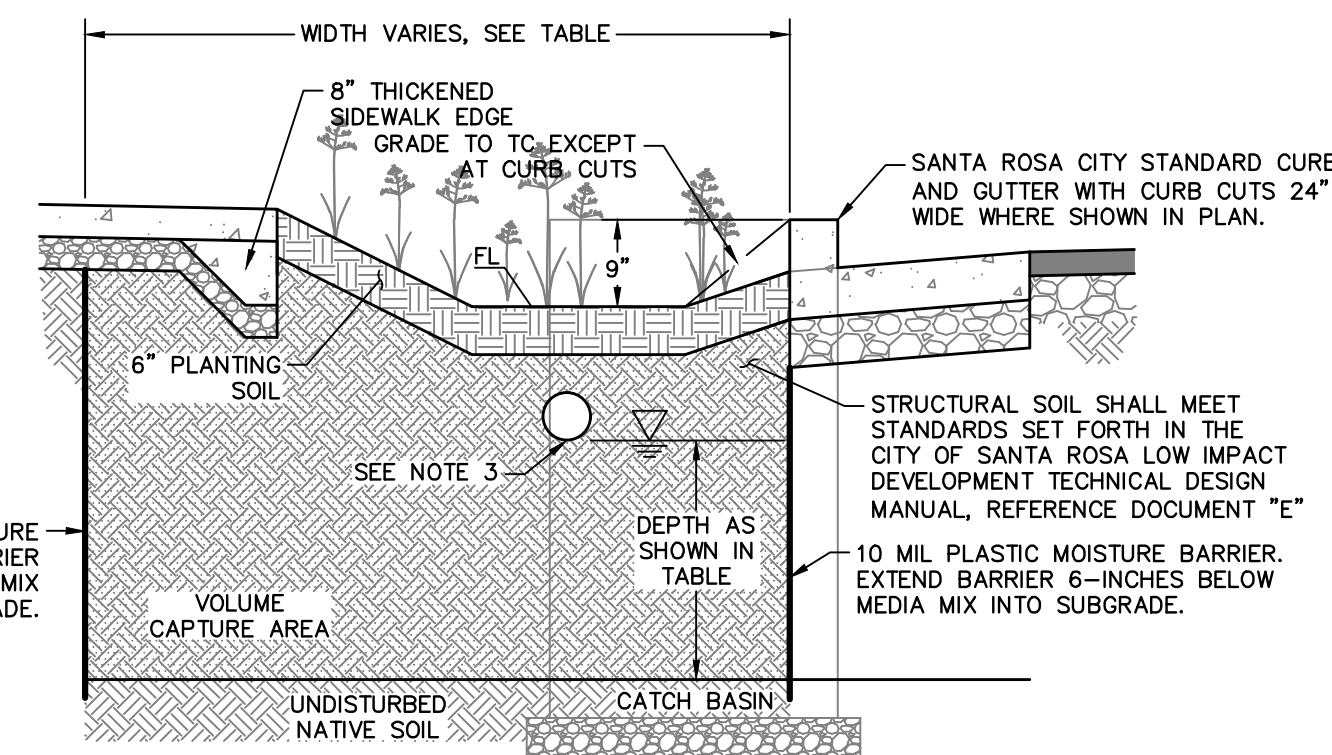 WIDTH VARIES, SEE TABLE
8" THICKENED
SIDEWALK EDGE
GRADE TO TC EXCEPT
AT CURB CUTS
SANTA ROSA CITY STANDARD CURB
AND GUTTER WITH CURB CUTS 24"
WIDE WHERE SHOWN IN PLAN.
FL
9"
6" PLANTING
SOIL
STRUCTURAL SOIL SHALL MEET
STANDARDS SET FORTH IN THE
CITY OF SANTA ROSA LOW IMPACT
DEVELOPMENT TECHNICAL DESIGN
MANUAL, REFERENCE DOCUMENT "E"
SEE NOTE 3
DEPTH AS
SHOWN IN
TABLE
URE
RIER
MIX
ADE.
10 MIL PLASTIC MOISTURE BARRIER.
EXTEND BARRIER 6-INCHES BELOW
MEDIA MIX INTO SUBGRADE.
VOLUME
CAPTURE AREA
UNDISTURBED
NATIVE SOIL
CATCH BASIN